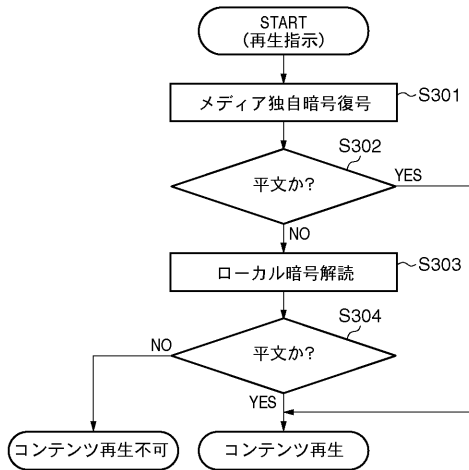 START
(再生指示)
メディア独自暗号復号
S301
S302
平文か?
YES
NO
ローカル暗号解読
S303
S304
平文か?
NO
YES
コンテンツ再生不可
コンテンツ再生